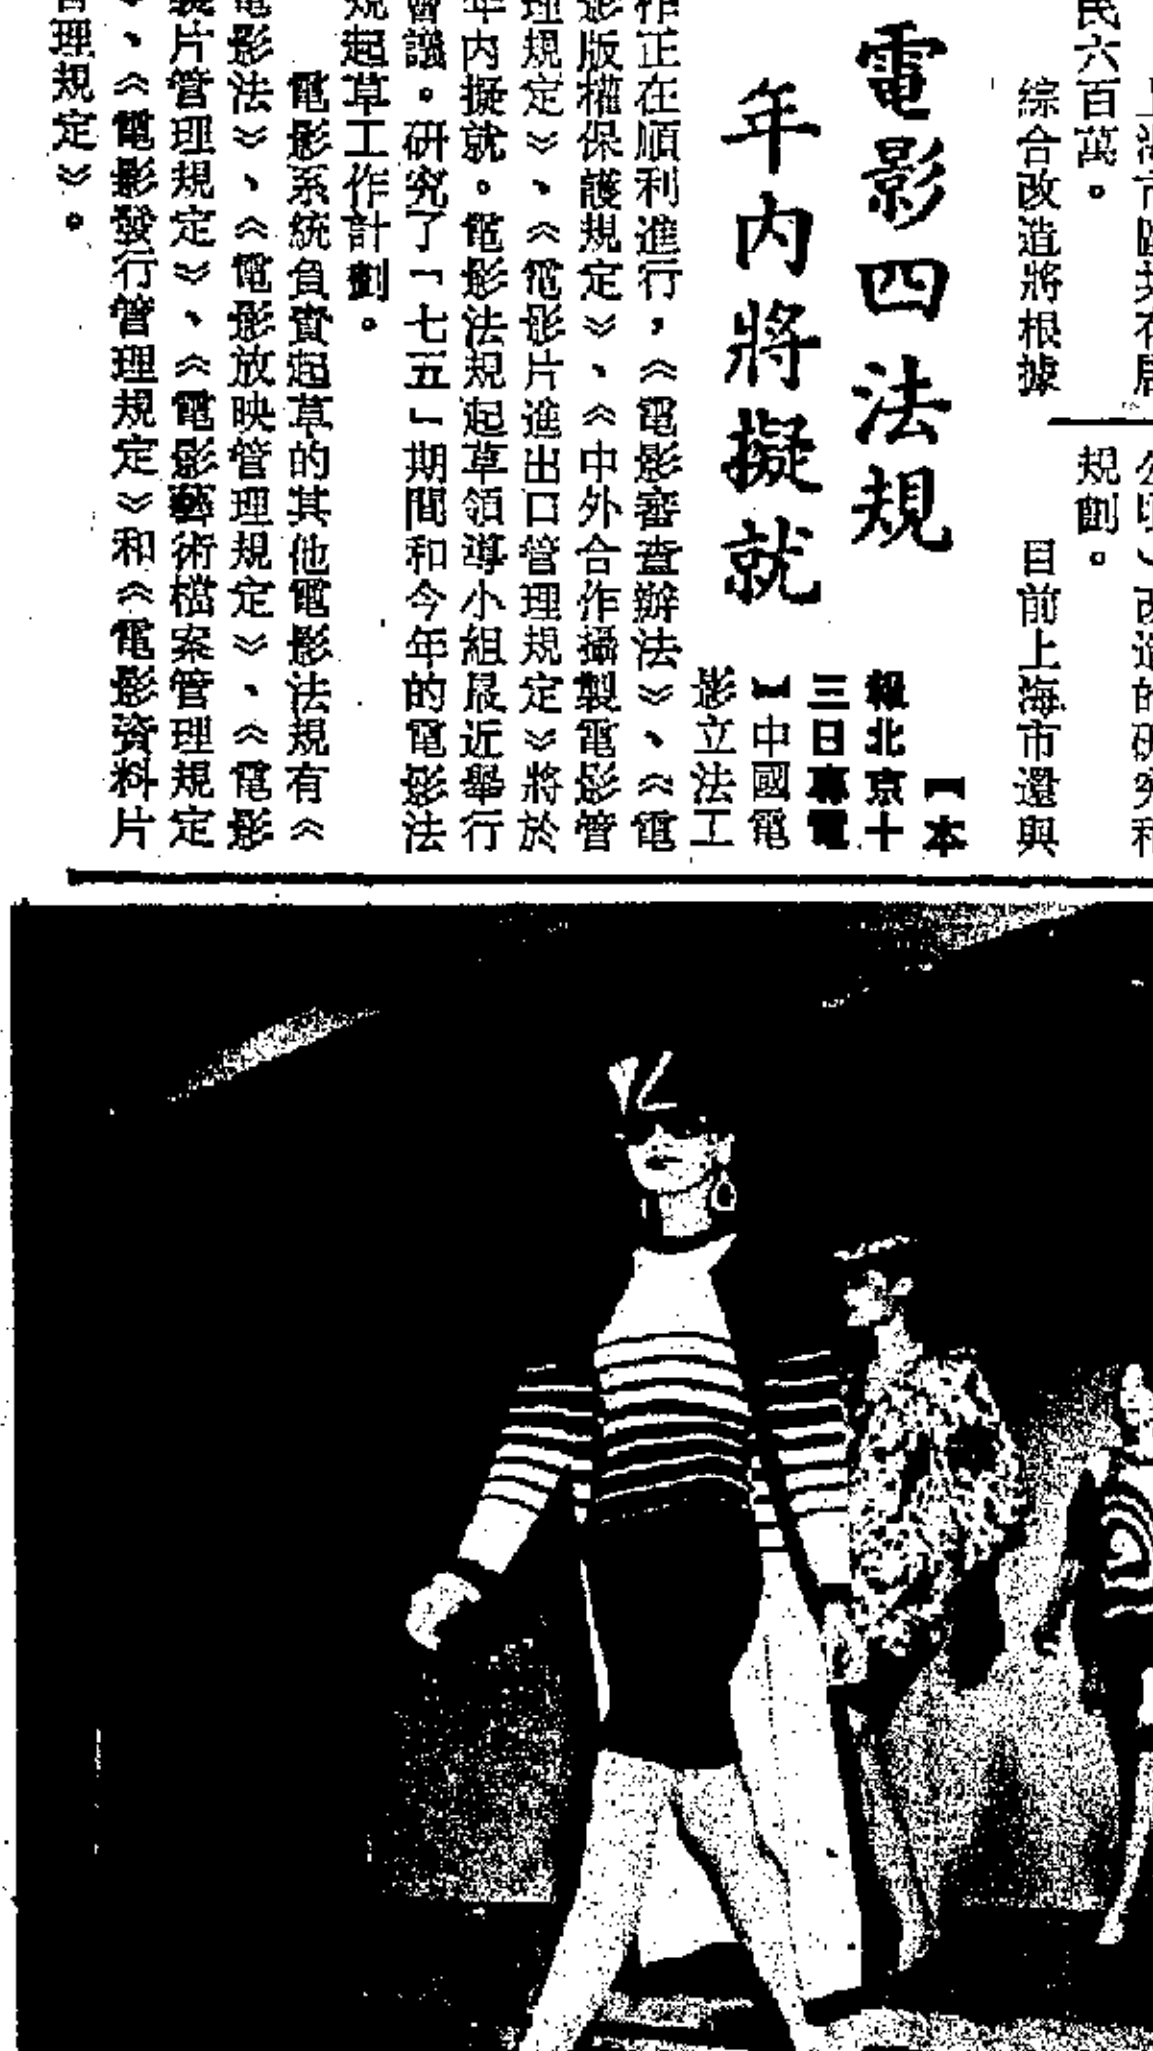 民六百萬。
綜合改造將根據
規劃。
目前上海市還與
電影四法規
年內將擬就
【本
報北京十
三日專電
】中國電
影立法工
作正在順利進行，《電影審查辦法》、《電
影版權保護規定》、《中外合作攝製電影管
理規定》、《電影片進出口管理規定》將於
年內擬就。電影法規起草領導小組最近舉行
會議。研究了「七五」期間和今年的電影法
規起草工作計劃。
電影系統負責起草的其他電影法規有《
電影法》、《電影放映管理規定》、《電影
製片管理規定》、《電影藝術檔案管理規定
》、《電影發行管理規定》和《電影資料片
管理規定》。